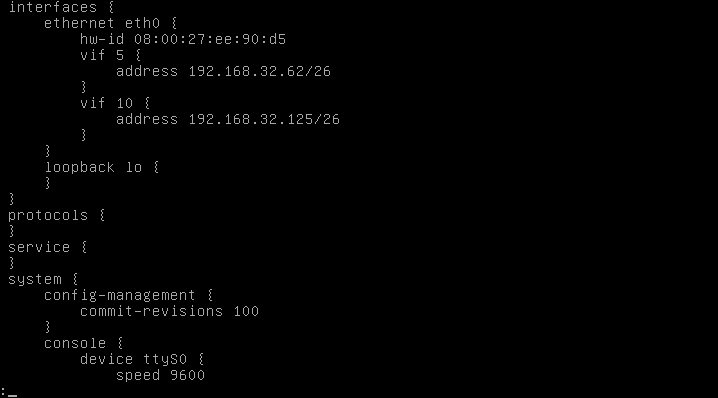 interfaces {
    ethernet eth0 {
        hw-id 08:00:27:ee:90:d5
        vif 5 {
            address 192.168.32.62/26
        }
        vif 10 {
            address 192.168.32.125/26
        }
    }
    loopback lo {
    }
}
protocols {
}
service {
}
system {
    config-management {
        commit-revisions 100
    }
    console {
        device ttyS0 {
            speed 9600
:_